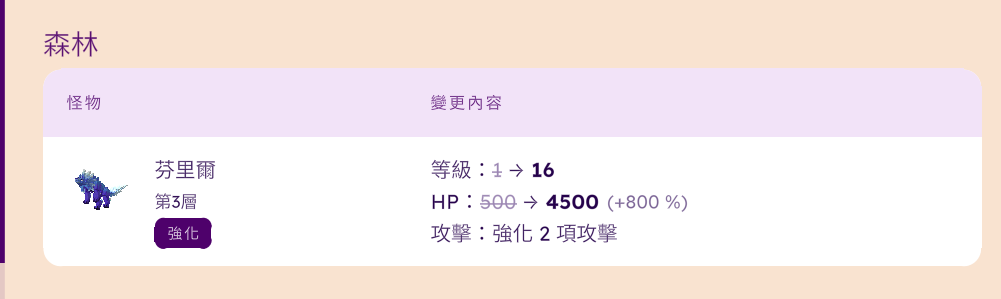 森林
怪物 變更內容
芬里爾
第3層
強化
等級：1 → 16
HP：500 → 4500 (+800 %)
攻擊：強化 2 項攻擊